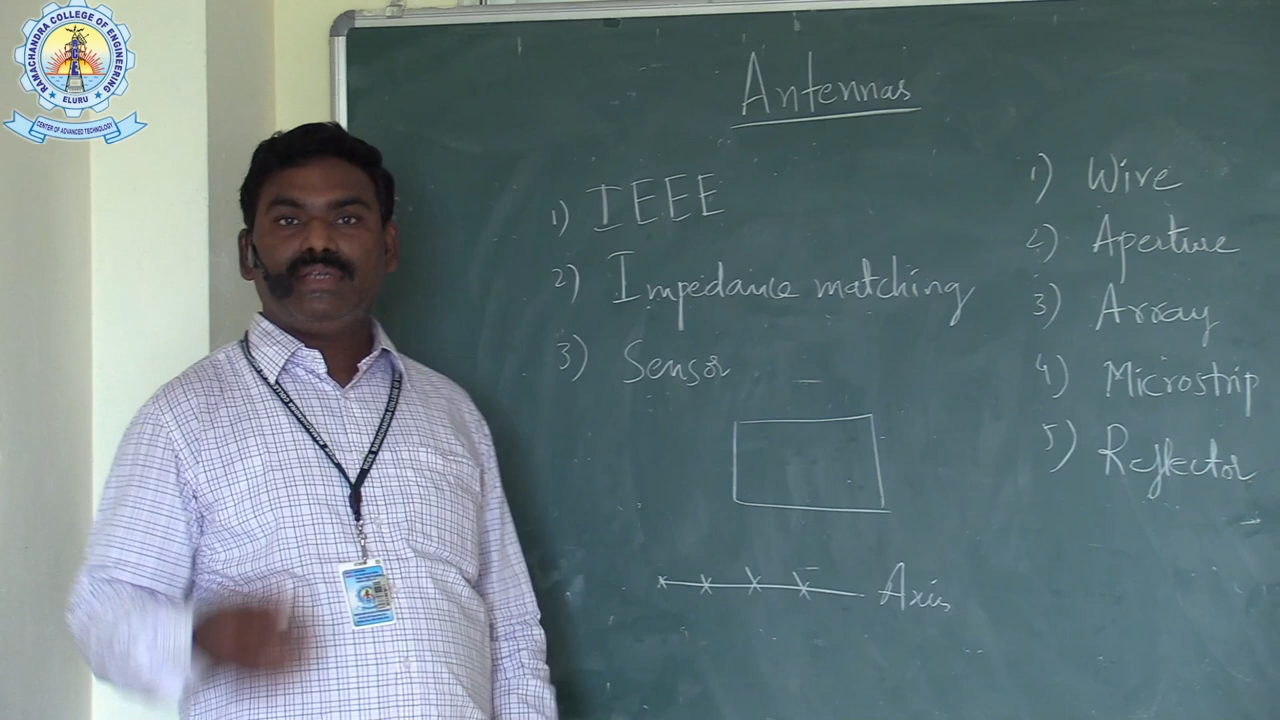 RAMACHANDRA COLLEGE OF ENGINEERING
ELURU
CENTER OF ADVANCED TECHNOLOGY
Antennas
1) IEEE
2) Impedance matching
3) Sensor
Axis
1) Wire
2) Aperture
3) Array
4) Microstrip
5) Reflector